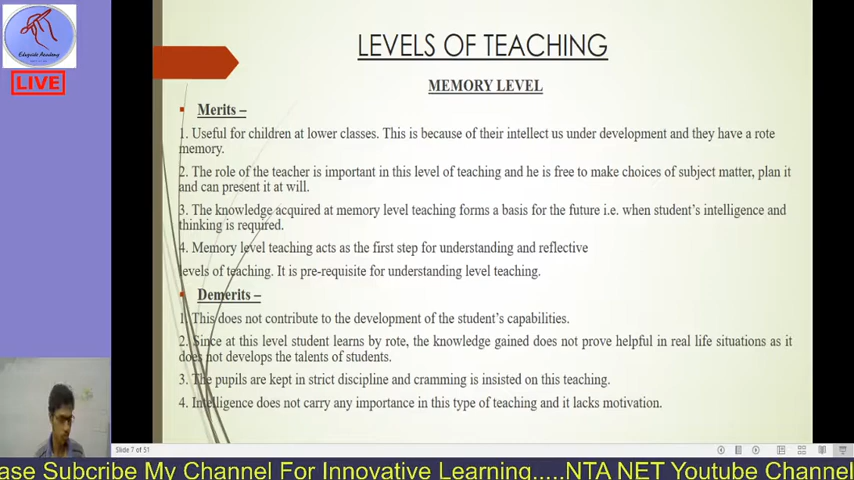 Eduguide Academy
LIVE
LEVELS OF TEACHING
MEMORY LEVEL
Merits –
1. Useful for children at lower classes. This is because of their intellect us under development and they have a rote
memory.
2. The role of the teacher is important in this level of teaching and he is free to make choices of subject matter, plan it
and can present it at will.
3. The knowledge acquired at memory level teaching forms a basis for the future i.e. when student's intelligence and
thinking is required.
4. Memory level teaching acts as the first step for understanding and reflective
levels of teaching. It is pre-requisite for understanding level teaching.
Demerits –
1. This does not contribute to the development of the student's capabilities.
2. Since at this level student learns by rote, the knowledge gained does not prove helpful in real life situations as it
does not develops the talents of students.
3. The pupils are kept in strict discipline and cramming is insisted on this teaching.
4. Intelligence does not carry any importance in this type of teaching and it lacks motivation.
Slide 7 of 51
ase Subcribe My Channel For Innovative Learning.....NTA NET Youtube Channel